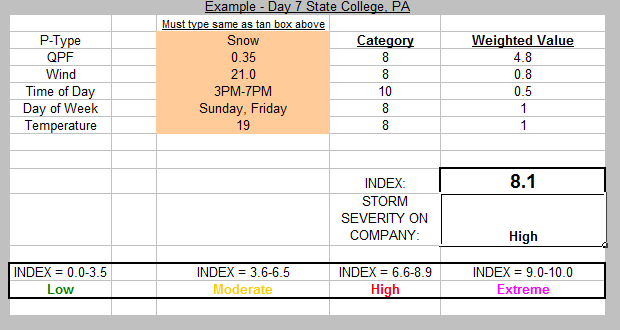 Example - Day 7 State College, PA
Must type same as tan box above
P-Type Snow Category Weighted Value
QPF 0.35 8 4.8
Wind 21.0 8 0.8
Time of Day 3PM-7PM 10 0.5
Day of Week Sunday, Friday 8 1
Temperature 19 8 1
INDEX: 8.1
STORM
SEVERITY ON
COMPANY: High
INDEX = 0.0-3.5 INDEX = 3.6-6.5 INDEX = 6.6-8.9 INDEX = 9.0-10.0
Low Moderate High Extreme